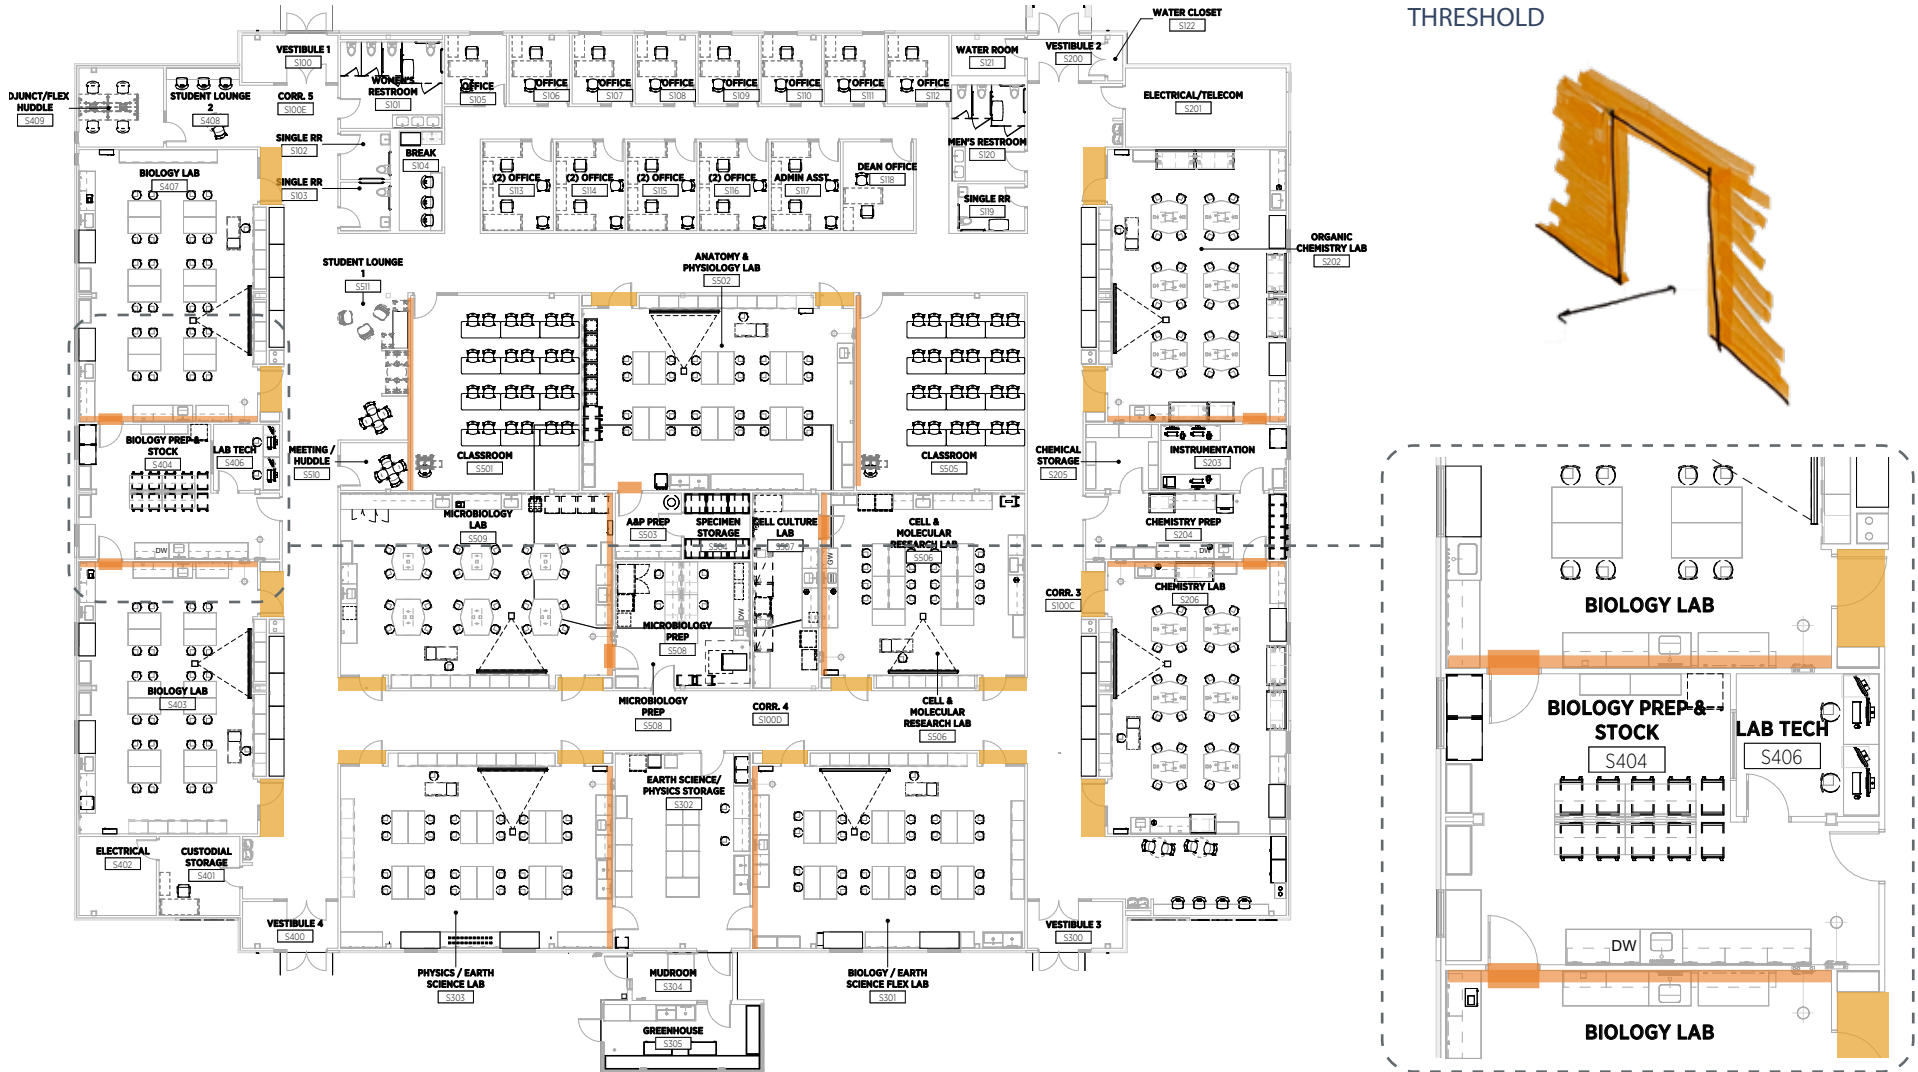 THRESHOLD
WATER CLOSET
S122
VESTIBULE 1
S100
WOMEN'S
RESTROOM
S101
OFFICE
S105
OFFICE
S106
OFFICE
S107
OFFICE
S108
OFFICE
S109
OFFICE
S110
OFFICE
S111
OFFICE
S112
WATER ROOM
S121
VESTIBULE 2
S200
DJUNCT/FLEX
HUDDLE
S409
STUDENT LOUNGE
2
S408
CORR. 5
S100E
ELECTRICAL/TELECOM
S201
SINGLE RR
S102
SINGLE RR
S103
BREAK
S104
MEN'S RESTROOM
S120
SINGLE RR
S119
BIOLOGY LAB
S407
(2) OFFICE
S113
(2) OFFICE
S114
(2) OFFICE
S115
(2) OFFICE
S116
ADMIN ASST.
S117
DEAN OFFICE
S118
STUDENT LOUNGE
1
S511
ANATOMY &
PHYSIOLOGY LAB
S502
ORGANIC
CHEMISTRY LAB
S202
BIOLOGY PREP &
STOCK
S404
LAB TECH
S406
MEETING /
HUDDLE
S510
CLASSROOM
S501
CLASSROOM
S505
CHEMICAL
STORAGE
S205
INSTRUMENTATION
S203
MICROBIOLOGY
LAB
S509
A&P PREP
S503
SPECIMEN
STORAGE
S504
CELL CULTURE
LAB
S507
CELL &
MOLECULAR
RESEARCH LAB
S506
CHEMISTRY PREP
S204
DW
DW
DW
GW
CHEMISTRY LAB
S206
CORR. 3
S100C
MICROBIOLOGY
PREP
S508
BIOLOGY LAB
S403
MICROBIOLOGY
PREP
S508
CORR. 4
S100D
CELL &
MOLECULAR
RESEARCH LAB
S506
EARTH SCIENCE/
PHYSICS STORAGE
S302
ELECTRICAL
S402
CUSTODIAL
STORAGE
S401
VESTIBULE 4
S400
VESTIBULE 3
S300
PHYSICS / EARTH
SCIENCE LAB
S303
MUDROOM
S304
BIOLOGY / EARTH
SCIENCE FLEX LAB
S301
GREENHOUSE
S305
BIOLOGY LAB
BIOLOGY PREP &
STOCK
S404
LAB TECH
S406
DW
BIOLOGY LAB